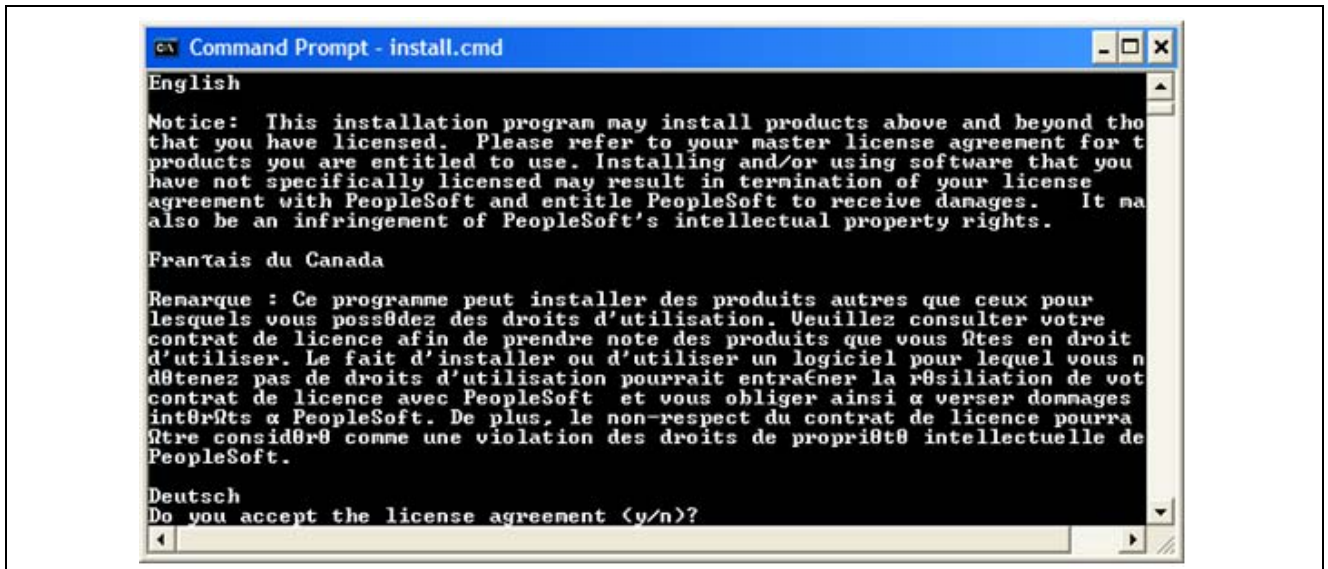 Command Prompt - install.cmd
English
Notice:  This installation program may install products above and beyond tho
that you have licensed.  Please refer to your master license agreement for t
products you are entitled to use. Installing and/or using software that you
have not specifically licensed may result in termination of your license
agreement with PeopleSoft and entitle PeopleSoft to receive damages.   It ma
also be an infringement of PeopleSoft's intellectual property rights.
Franτais du Canada
Remarque : Ce programme peut installer des produits autres que ceux pour
lesquels vous possΘdez des droits d'utilisation. Veuillez consulter votre
contrat de licence afin de prendre note des produits que vous Ωtes en droit
d'utiliser. Le fait d'installer ou d'utiliser un logiciel pour lequel vous n
dΘtenez pas de droits d'utilisation pourrait entraεner la rΘsiliation de vot
contrat de licence avec PeopleSoft  et vous obliger ainsi α verser dommages
intΘrΩts α PeopleSoft. De plus, le non-respect du contrat de licence pourra
Ωtre considΘrΘ comme une violation des droits de propriΘtΘ intellectuelle de
PeopleSoft.
Deutsch
Do you accept the license agreement (y/n)?